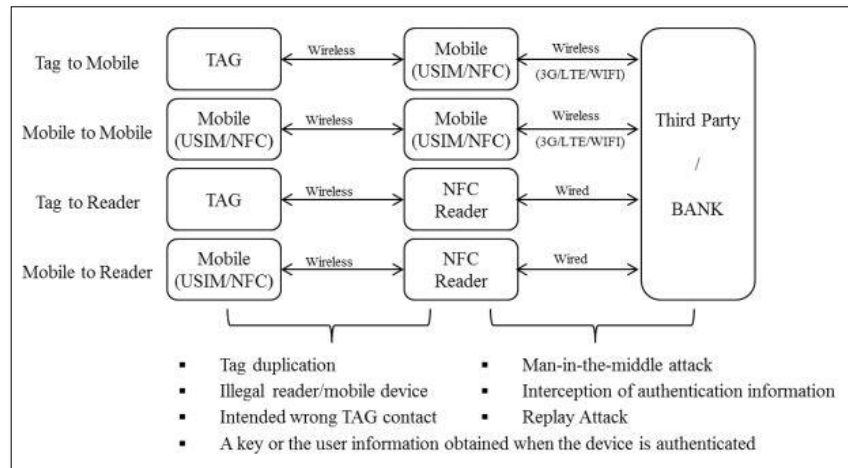 Tag to Mobile
TAG
Wireless
Mobile
(USIM/NFC)
Wireless
(3G/LTE/WIFI)
Mobile to Mobile
Mobile
(USIM/NFC)
Wireless
Mobile
(USIM/NFC)
Wireless
(3G/LTE/WIFI)
Third Party
/
BANK
Tag to Reader
TAG
Wireless
NFC
Reader
Wired
Mobile to Reader
Mobile
(USIM/NFC)
Wireless
NFC
Reader
Wired
▪ Tag duplication
▪ Illegal reader/mobile device
▪ Intended wrong TAG contact
▪ Man-in-the-middle attack
▪ Interception of authentication information
▪ Replay Attack
▪ A key or the user information obtained when the device is authenticated